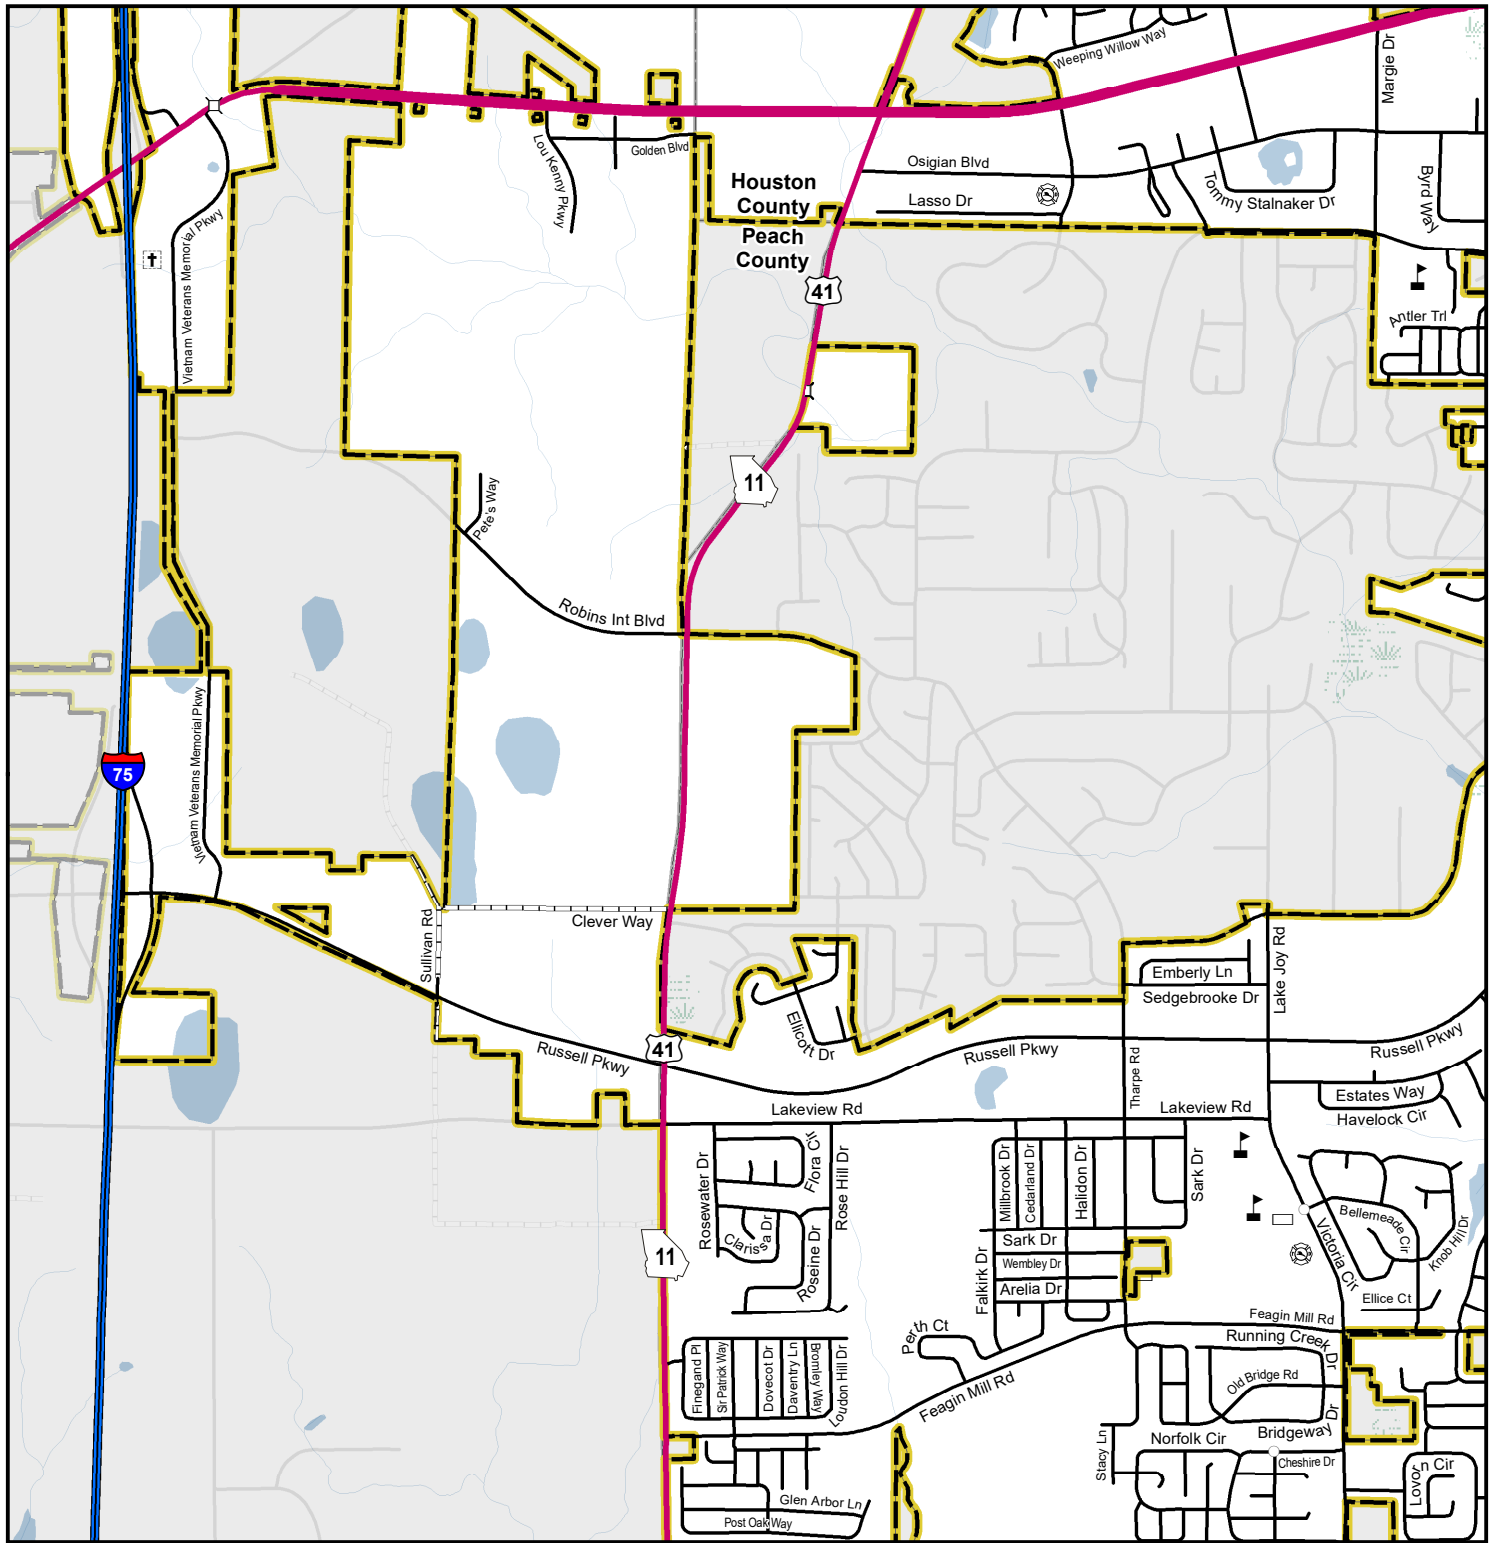 Weeping Willow Way
Margie Dr
Golden Blvd
Lou Kenny Pkwy
Osigian Blvd
Lasso Dr
Tommy Stalnaker Dr
Byrd Way
Houston
County
Peach
County
Vietnam Veterans Memorial Pkwy
41
Antler Trl
11
Pete's Way
Robins Int Blvd
Vietnam Veterans Memorial Pkwy
75
Clever Way
Sullivan Rd
Lake Joy Rd
Emberly Ln
Sedgebrooke Dr
Ellicott Dr
41
Russell Pkwy
Russell Pkwy
Russell Pkwy
Tharpe Rd
Estates Way
Havelock Cir
Lakeview Rd
Lakeview Rd
Rosewater Dr
Flora Cir
Rose Hill Dr
Clarissa Dr
Roseine Dr
Millbrook Dr
Cedarland Dr
Halidon Dr
Sark Dr
Sark Dr
Wembley Dr
Arelia Dr
Falkirk Dr
Victoria Cir
Bellemeade Cir
Knob Hill Dr
Ellice Ct
11
Perth Ct
Feagin Mill Rd
Feagin Mill Rd
Running Creek Dr
Old Bridge Rd
Bridgeway Dr
Finegand Pl
Sir Patrick Way
Dovecot Dr
Daventry Ln
Bromley Way
Loudon Hill Dr
Stacy Ln
Norfolk Cir
Cheshire Dr
Lovorn Cir
Glen Arbor Ln
Post Oak Way